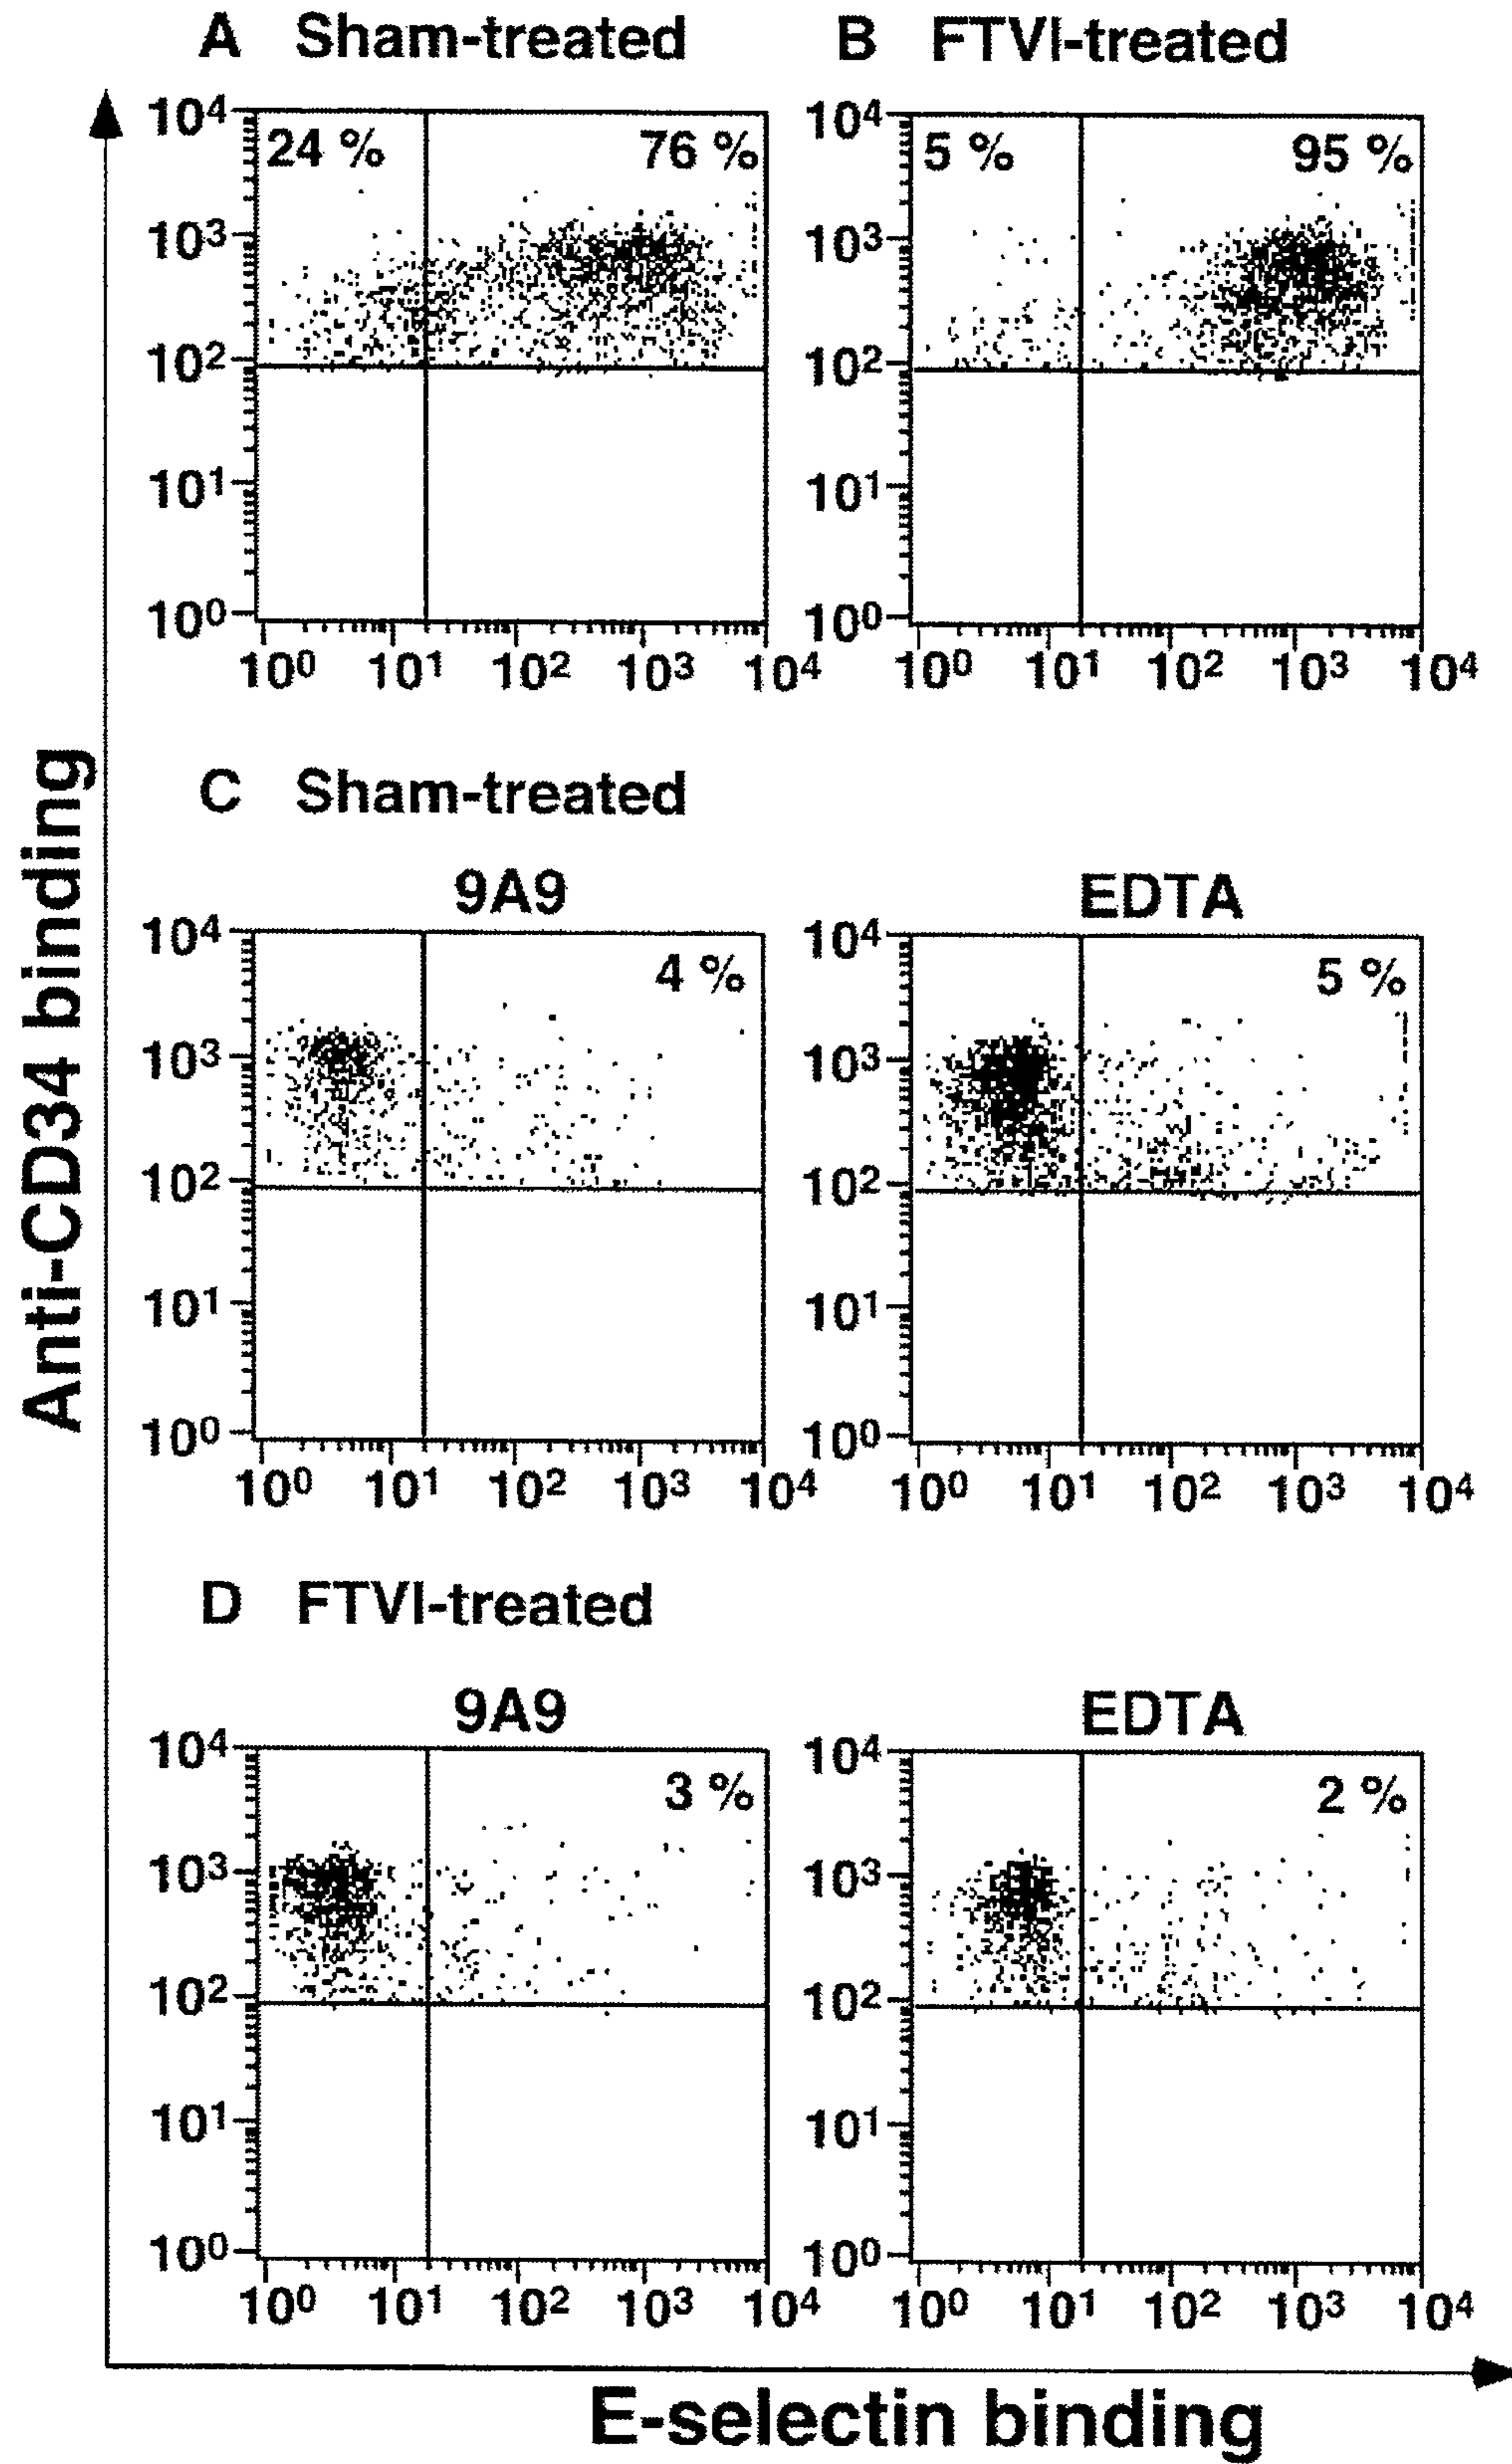 A Sham-treated
B FTVI-treated
10⁴
10³
10²
10¹
10⁰
24 %
76 %
10⁰ 10¹ 10² 10³ 10⁴
10⁴
10³
10²
10¹
10⁰
5 %
95 %
10⁰ 10¹ 10² 10³ 10⁴
Anti-CD34 binding
C Sham-treated
9A9
10⁴
10³
10²
10¹
10⁰
4 %
10⁰ 10¹ 10² 10³ 10⁴
EDTA
10⁴
10³
10²
10¹
10⁰
5 %
10⁰ 10¹ 10² 10³ 10⁴
D FTVI-treated
9A9
10⁴
10³
10²
10¹
10⁰
3 %
10⁰ 10¹ 10² 10³ 10⁴
EDTA
10⁴
10³
10²
10¹
10⁰
2 %
10⁰ 10¹ 10² 10³ 10⁴
E-selectin binding